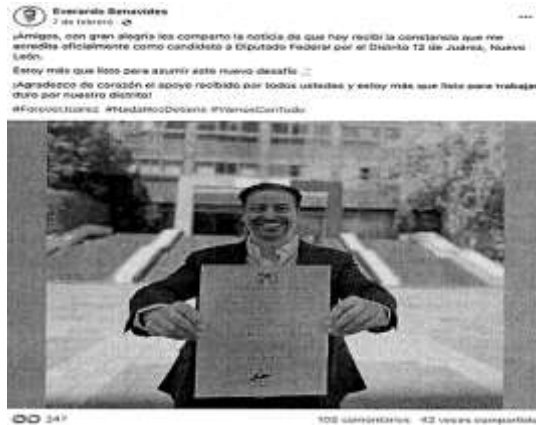 Everardo Benavides
7 de febrero
¡Amigos, con gran alegría les comparto la noticia de que hoy recibí la constancia que me
acredita oficialmente como candidato a Diputado Federal por el Distrito 12 de Juárez, Nuevo
León.
Estoy más que listo para asumir este nuevo desafío
¡Agradezco de corazón el apoyo recibido por todos ustedes y estoy más que listo para trabajar
duro por nuestro distrito!
#ForeverJuarez #NadaNosDetiene #VamosConTodo
247
102 comentarios 42 veces compartido